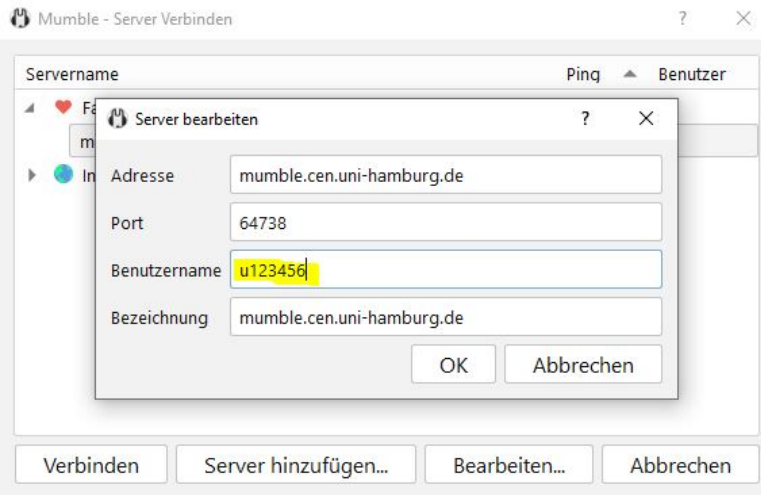 Mumble - Server Verbinden
Servername Ping Benutzer
Server bearbeiten
Adresse mumble.cen.uni-hamburg.de
Port 64738
Benutzername u123456
Bezeichnung mumble.cen.uni-hamburg.de
OK Abbrechen
Verbinden Server hinzufügen... Bearbeiten... Abbrechen